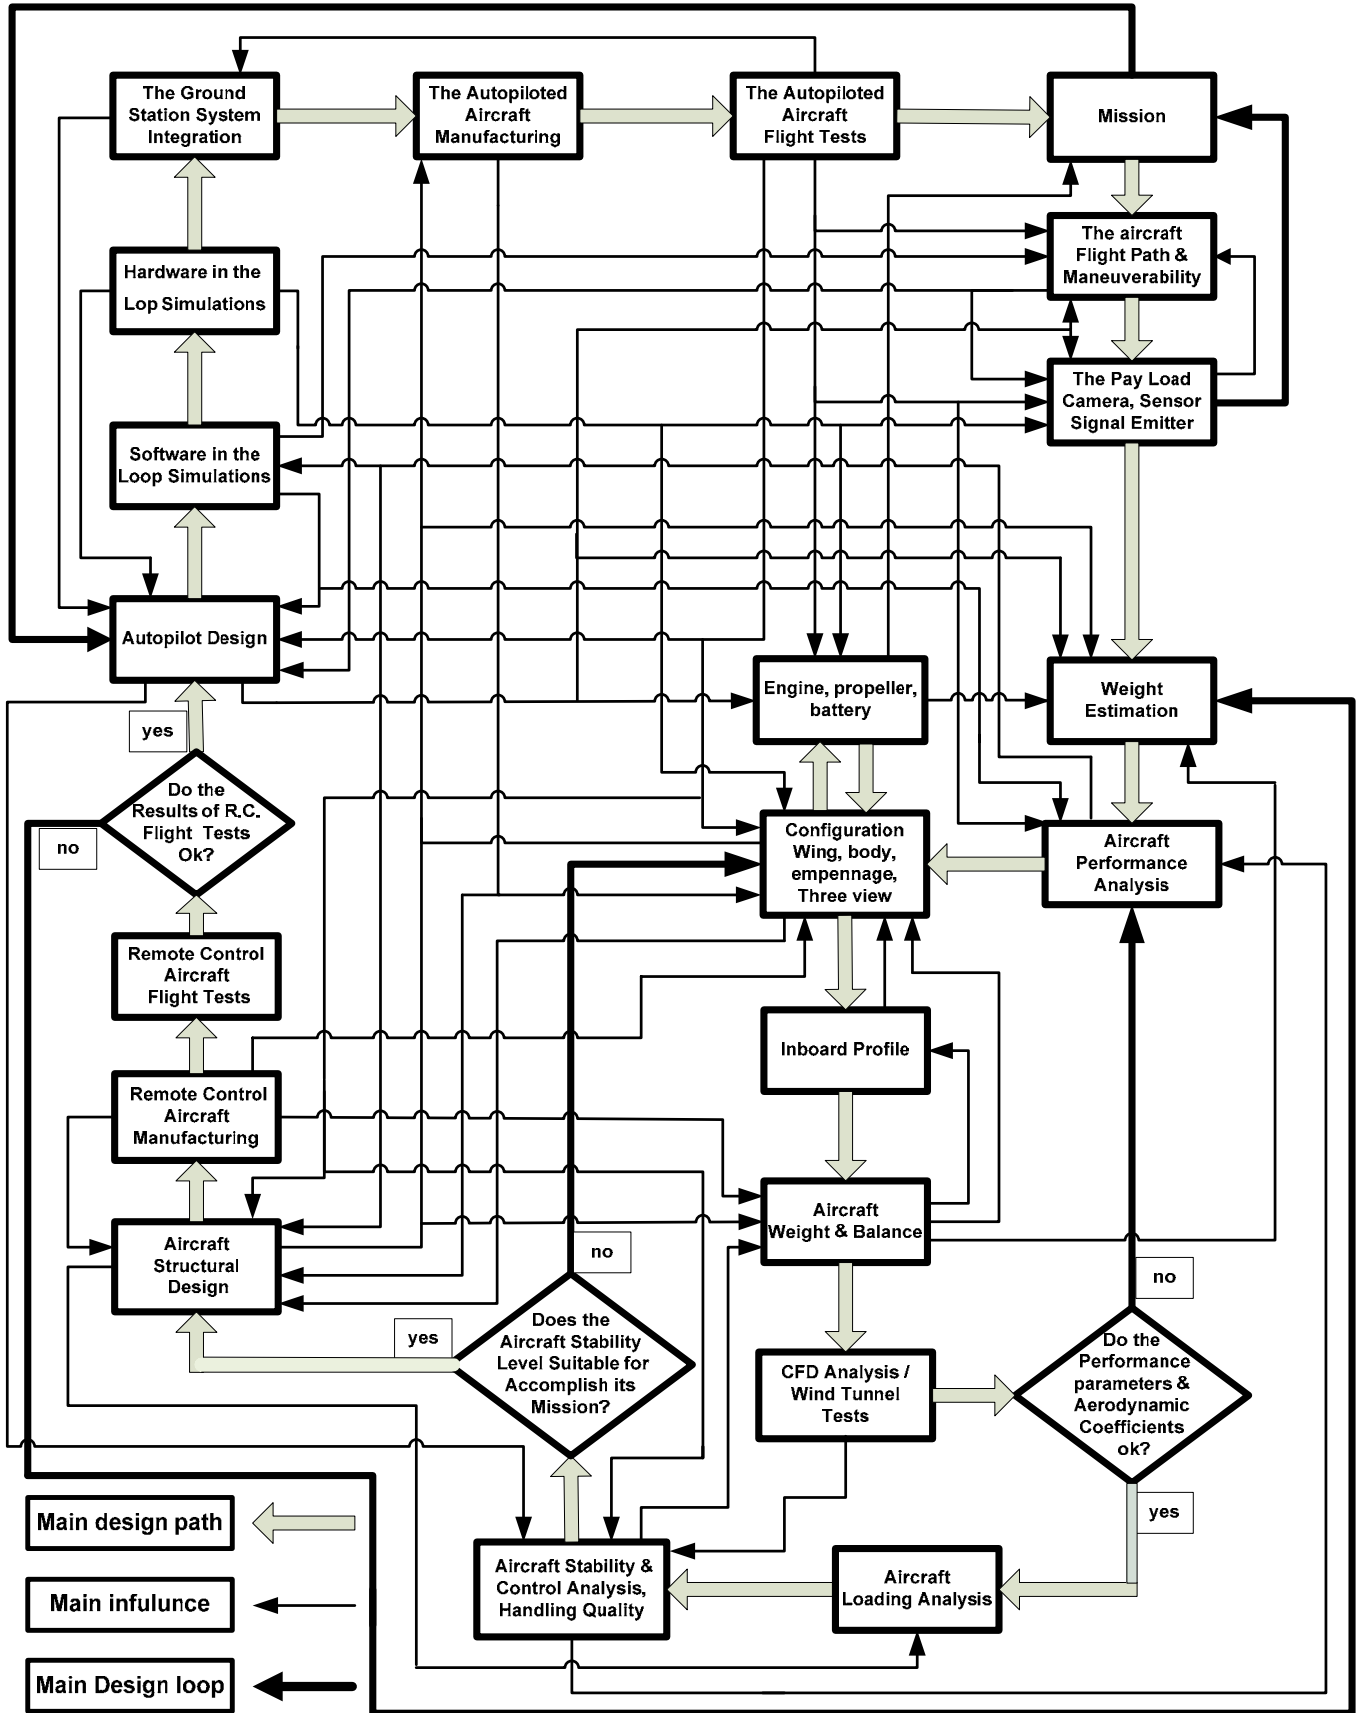 The Ground
Station System
Integration
The Autopiloted
Aircraft
Manufacturing
The Autopiloted
Aircraft
Flight Tests
Mission
The aircraft
Flight Path &
Maneuverability
Hardware in the
Lop Simulations
The Pay Load
Camera, Sensor
Signal Emitter
Software in the
Loop Simulations
Autopilot Design
Engine, propeller,
battery
Weight
Estimation
yes
Do the
Results of R.C.
Flight Tests
Ok?
no
Configuration
Wing, body,
empennage,
Three view
Aircraft
Performance
Analysis
Remote Control
Aircraft
Flight Tests
Inboard Profile
Remote Control
Aircraft
Manufacturing
Aircraft
Weight & Balance
Aircraft
Structural
Design
no
no
yes
Does the
Aircraft Stability
Level Suitable for
Accomplish its
Mission?
CFD Analysis /
Wind Tunnel
Tests
Do the
Performance
parameters &
Aerodynamic
Coefficients
ok?
yes
Main design path
Aircraft Stability &
Control Analysis,
Handling Quality
Aircraft
Loading Analysis
Main infulunce
Main Design loop